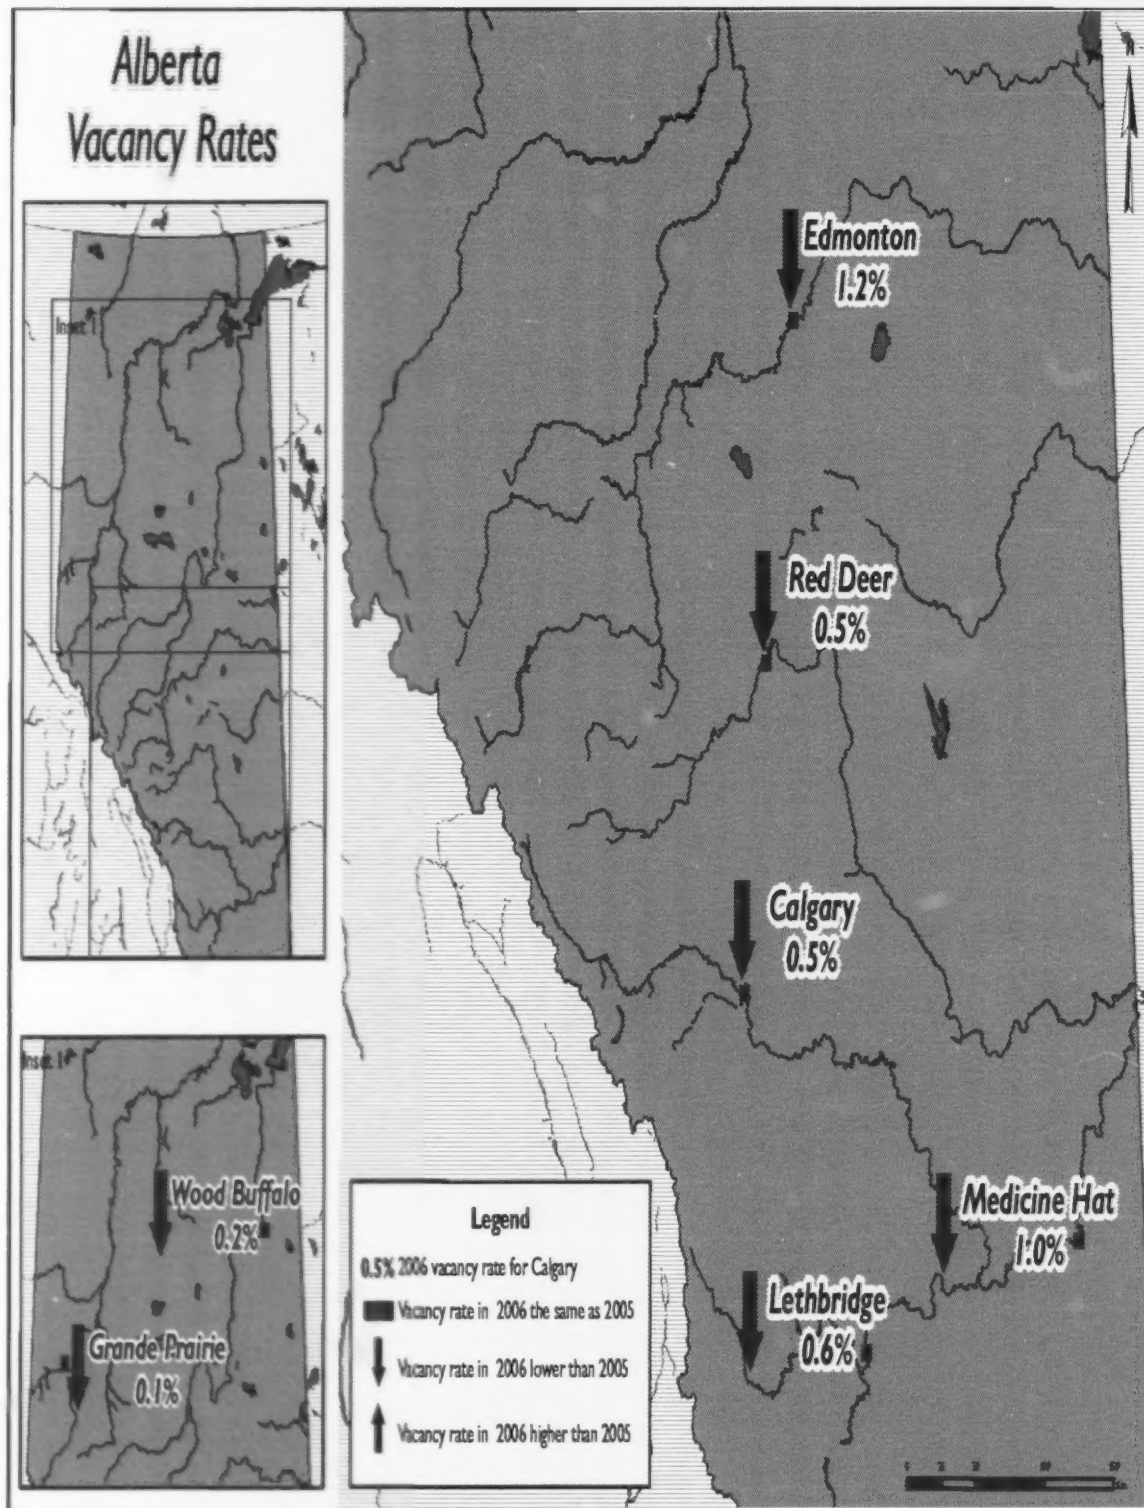 Alberta
Vacancy Rates
Inset 1
Inset 1
Wood Buffalo
0.2%
Grande Prairie
0.1%
Edmonton
1.2%
Red Deer
0.5%
Calgary
0.5%
Medicine Hat
1.0%
Lethbridge
0.6%
Legend
0.5% 2006 vacancy rate for Calgary
Vacancy rate in 2006 the same as 2005
Vacancy rate in 2006 lower than 2005
Vacancy rate in 2006 higher than 2005